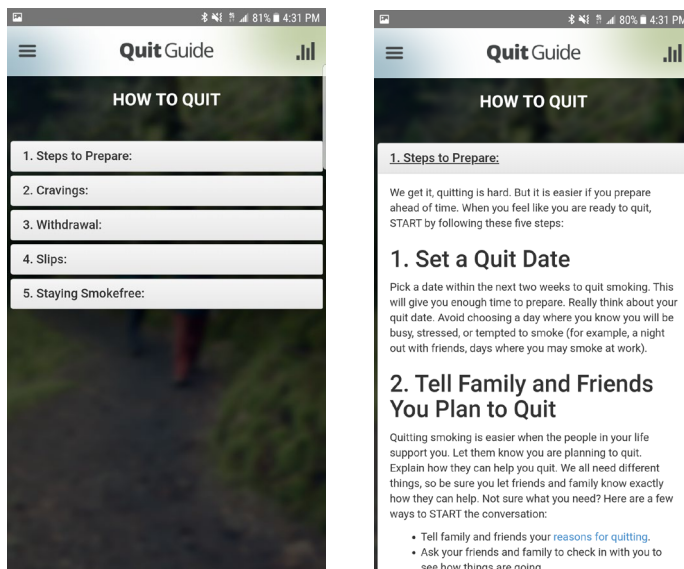 81% 4:31 PM
Quit Guide
HOW TO QUIT
1. Steps to Prepare:
2. Cravings:
3. Withdrawal:
4. Slips:
5. Staying Smokefree:
80% 4:31 PM
Quit Guide
HOW TO QUIT
1. Steps to Prepare:
We get it, quitting is hard. But it is easier if you prepare
ahead of time. When you feel like you are ready to quit,
START by following these five steps:
1. Set a Quit Date
Pick a date within the next two weeks to quit smoking. This
will give you enough time to prepare. Really think about your
quit date. Avoid choosing a day where you know you will be
busy, stressed, or tempted to smoke (for example, a night
out with friends, days where you may smoke at work).
2. Tell Family and Friends
You Plan to Quit
Quitting smoking is easier when the people in your life
support you. Let them know you are planning to quit.
Explain how they can help you quit. We all need different
things, so be sure you let friends and family know exactly
how they can help. Not sure what you need? Here are a few
ways to START the conversation:
• Tell family and friends your reasons for quitting.
• Ask your friends and family to check in with you to
see how things are going.